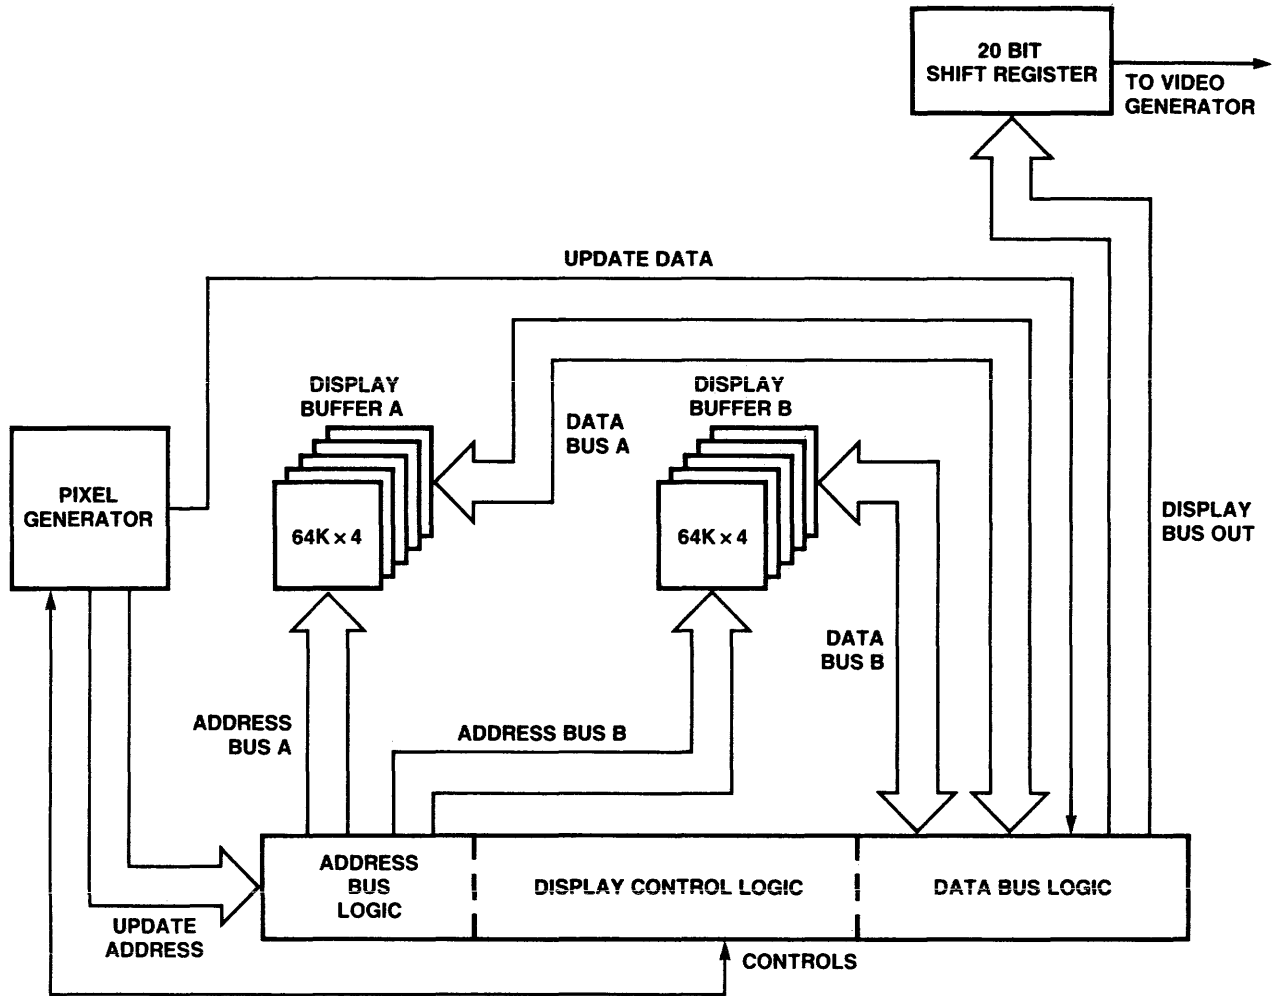 20 BIT
SHIFT REGISTER
TO VIDEO
GENERATOR
UPDATE DATA
DISPLAY
BUFFER A
DATA
BUS A
DISPLAY
BUFFER B
PIXEL
GENERATOR
64K × 4
64K × 4
DISPLAY
BUS OUT
DATA
BUS B
ADDRESS
BUS A
ADDRESS BUS B
ADDRESS
BUS
LOGIC
DISPLAY CONTROL LOGIC
DATA BUS LOGIC
UPDATE
ADDRESS
CONTROLS